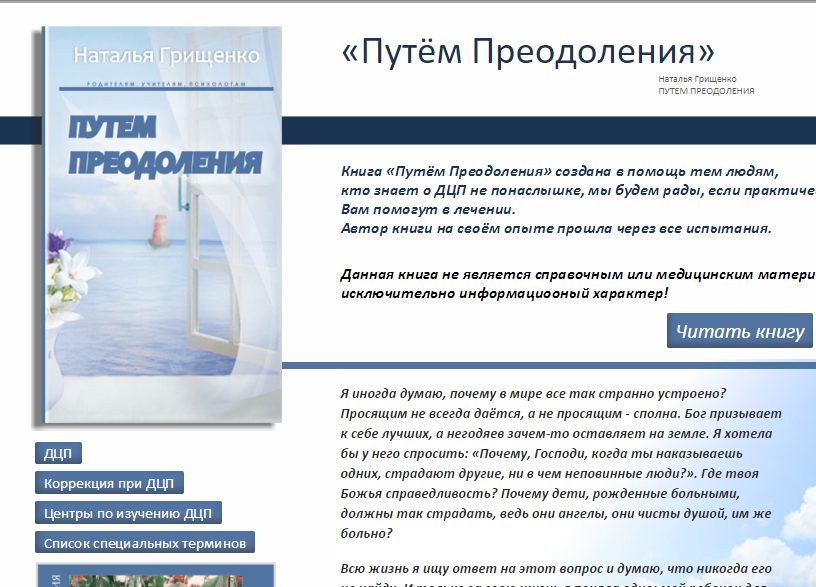 Наталья Грищенко
РОДИТЕЛЯМ, УЧИТЕЛЯМ, ПСИХОЛОГАМ
ПУТЕМ
ПРЕОДОЛЕНИЯ
«Путём Преодоления»
Наталья Грищенко
ПУТЕМ ПРЕОДОЛЕНИЯ
Книга «Путём Преодоления» создана в помощь тем людям,
кто знает о ДЦП не понаслышке, мы будем рады, если практиче
Вам помогут в лечении.
Автор книги на своём опыте прошла через все испытания.
Данная книга не является справочным или медицинским матери
исключительно информациооный характер!
Читать книгу
Я иногда думаю, почему в мире все так странно устроено?
Просящим не всегда даётся, а не просящим - сполна. Бог призывает
к себе лучших, а негодяев зачем-то оставляет на земле. Я хотела
бы у него спросить: «Почему, Господи, когда ты наказываешь
одних, страдают другие, ни в чем неповинные люди?». Где твоя
Божья справедливость? Почему дети, рожденные больными,
должны так страдать, ведь они ангелы, они чисты душой, им же
больно?
Всю жизнь я ищу ответ на этот вопрос и думаю, что никогда его
ДЦП
Коррекция при ДЦП
Центры по изучению ДЦП
Список специальных терминов